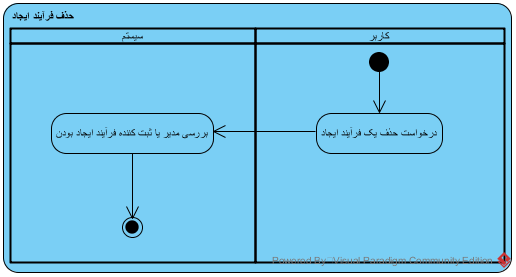 حذف فرآیند ایجاد
کاربر
سیستم
درخواست حذف یک فرآیند ایجاد
بررسی مدیر یا ثبت کننده فرآیند ایجاد بودن
Powered By: Visual Paradigm Community Edition